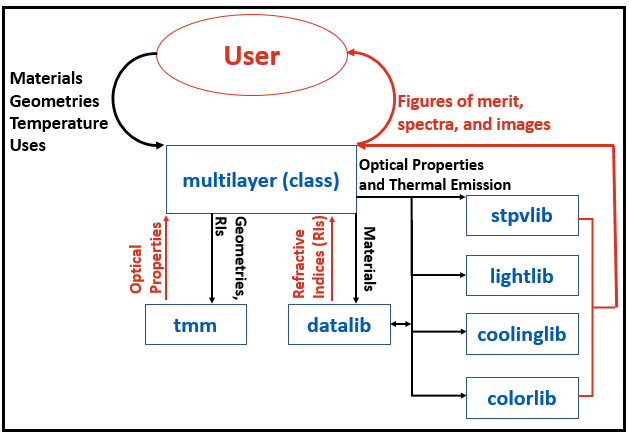 User
Materials
Geometries
Temperature
Uses
Figures of merit,
spectra, and images
multilayer (class)
Optical Properties
and Thermal Emission
stpvlib
Optical
Properties
Geometries,
RIs
Refractive
Indices (RIs)
Materials
lightlib
tmm
datalib
coolinglib
colorlib